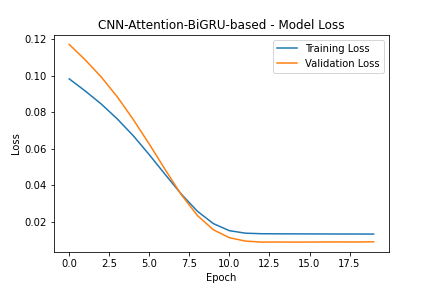 CNN-Attention-BiGRU-based - Model Loss
Training Loss
Validation Loss
Loss
0.12
0.10
0.08
0.06
0.04
0.02
0.0 2.5 5.0 7.5 10.0 12.5 15.0 17.5
Epoch